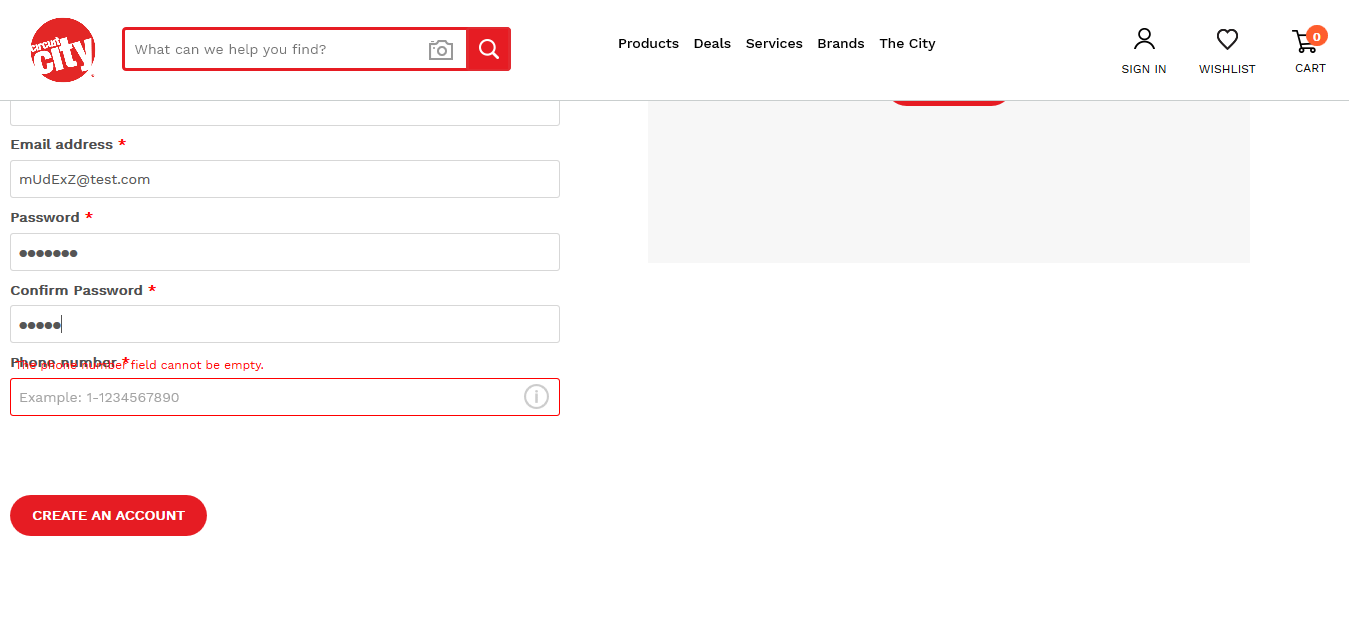 circuit
city
What can we help you find?
Products
Deals
Services
Brands
The City
SIGN IN
WISHLIST
0
CART
Email address *
mUdExZ@test.com
Password *
•••••••
Confirm Password *
•••••
Phone number *
The phone number field cannot be empty.
Example: 1-1234567890
CREATE AN ACCOUNT